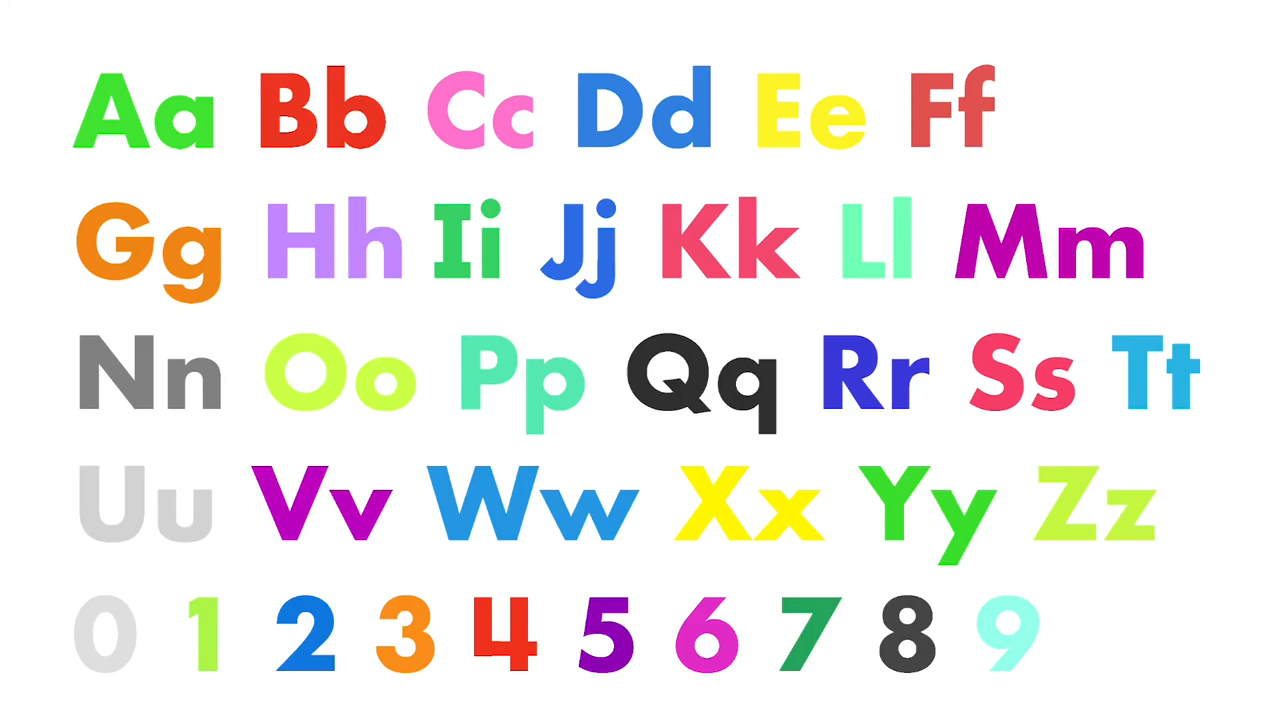 Aa Bb Cc Dd Ee Ff
Gg Hh Ii Jj Kk Ll Mm
Nn Oo Pp Qq Rr Ss Tt
Uu Vv Ww Xx Yy Zz
0 1 2 3 4 5 6 7 8 9